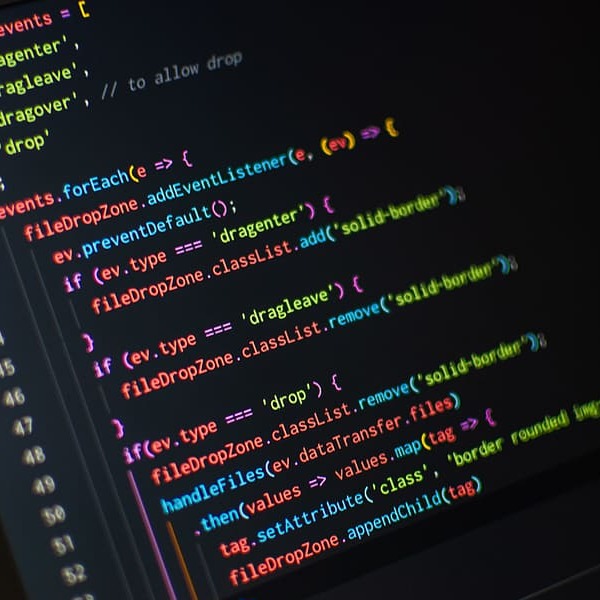 events = [
agenter',
ragleave',
dragover', // to allow drop
'drop'
;
events.forEach(e => {
fileDropZone.addEventListener(e, (ev) => {
ev.preventDefault();
if (ev.type === 'dragenter') {
fileDropZone.classList.add('solid-border');
}
if (ev.type === 'dragleave') {
45 fileDropZone.classList.remove('solid-border');
46 }
47 if(ev.type === 'drop') {
48 fileDropZone.classList.remove('solid-border');
49 handleFiles(ev.dataTransfer.files)
50 .then(values => values.map(tag => {
51 tag.setAttribute('class', 'border rounded img-
52 fileDropZone.appendChild(tag)